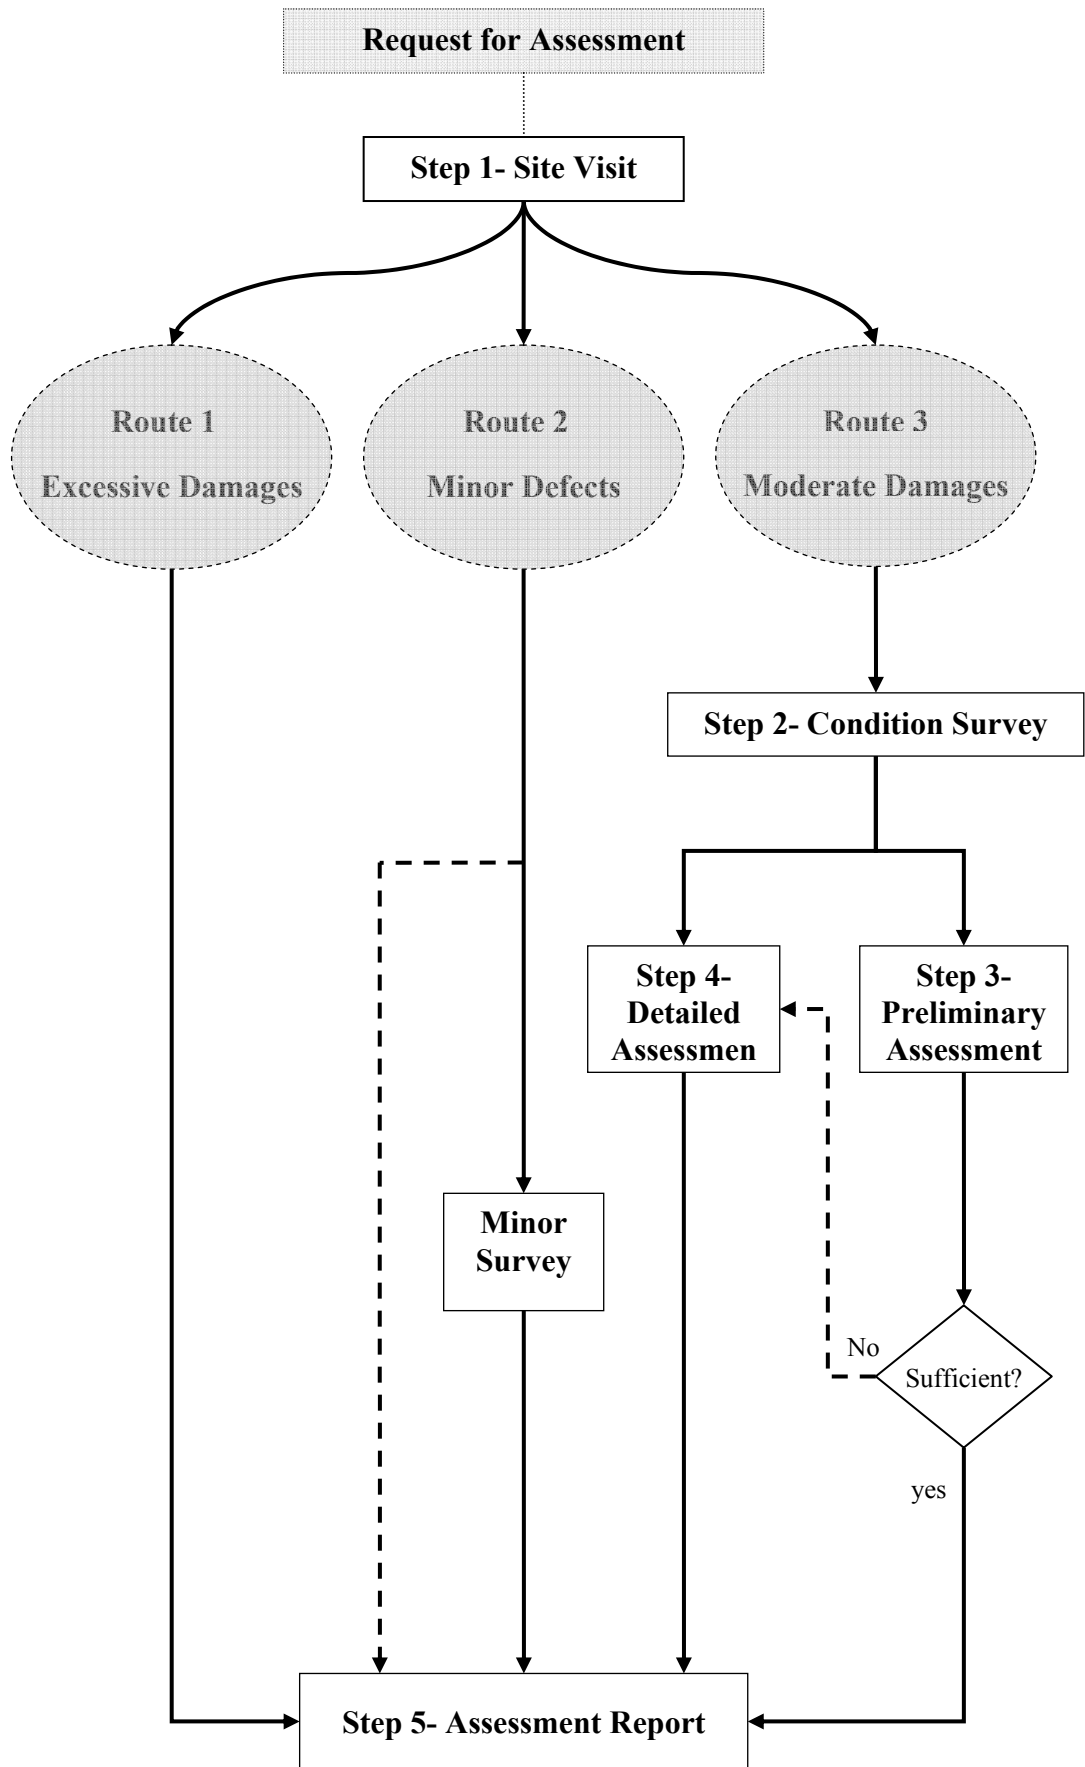 Request for Assessment
Step 1- Site Visit
Route 1
Excessive Damages
Route 2
Minor Defects
Route 3
Moderate Damages
Step 2- Condition Survey
Step 4-
Detailed
Assessmen
Step 3-
Preliminary
Assessment
Minor
Survey
No
Sufficient?
yes
Step 5- Assessment Report